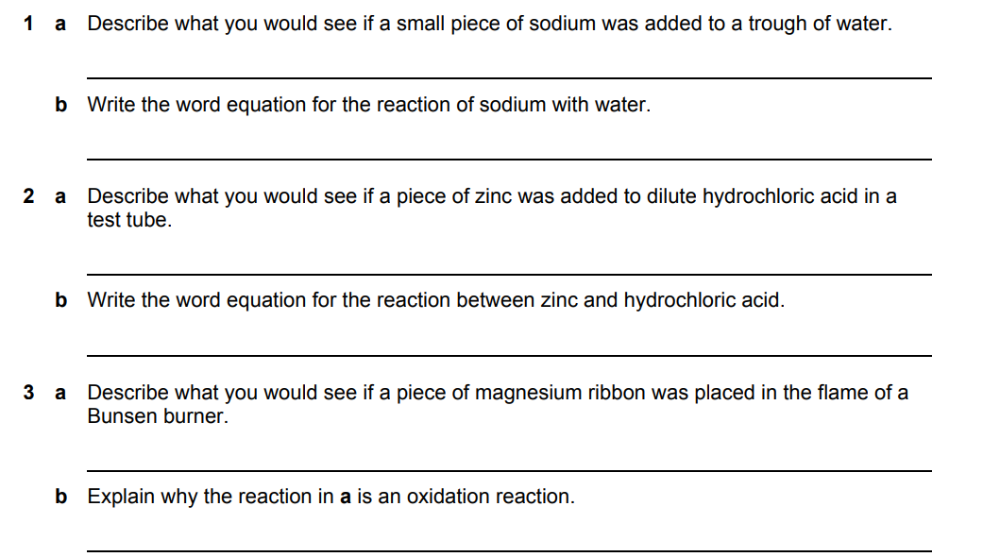 1 a Describe what you would see if a small piece of sodium was added to a trough of water.
b Write the word equation for the reaction of sodium with water.
2 a Describe what you would see if a piece of zinc was added to dilute hydrochloric acid in a
test tube.
b Write the word equation for the reaction between zinc and hydrochloric acid.
3 a Describe what you would see if a piece of magnesium ribbon was placed in the flame of a
Bunsen burner.
b Explain why the reaction in a is an oxidation reaction.